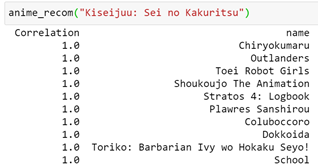 anime_recom("Kiseijuu: Sei no Kakuritsu")
Correlation name
1.0 Chiryokumaru
1.0 Outlanders
1.0 Toei Robot Girls
1.0 Shoukoujo The Animation
1.0 Stratos 4: Logbook
1.0 Plawres Sanshirou
1.0 Coluboccoro
1.0 Dokkoida
1.0 Toriko: Barbarian Ivy wo Hokaku Seyo!
1.0 School